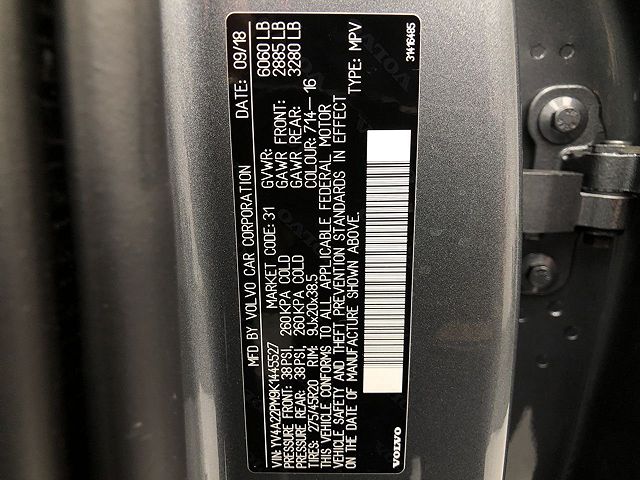 MFD BY VOLVO CAR CORPORATION DATE: 09/18
VIN: YV4A22PM9K1445527 MARKET CODE: 31 GVWR: 6060 LB
PRESSURE FRONT: 38PSI, 260KPA COLD GAWR FRONT: 2885 LB
PRESSURE REAR: 38PSI, 260KPA COLD GAWR REAR: 3280 LB
TIRES: 275/45R20 RIM: 9Jx20x38.5 COLOUR: 714—16
THIS VEHICLE CONFORMS TO ALL APPLICABLE FEDERAL MOTOR
VEHICLE SAFETY AND THEFT PREVENTION STANDARDS IN EFFECT
ON THE DATE OF MANUFACTURE SHOWN ABOVE. TYPE: MPV
VOLVO 31416485